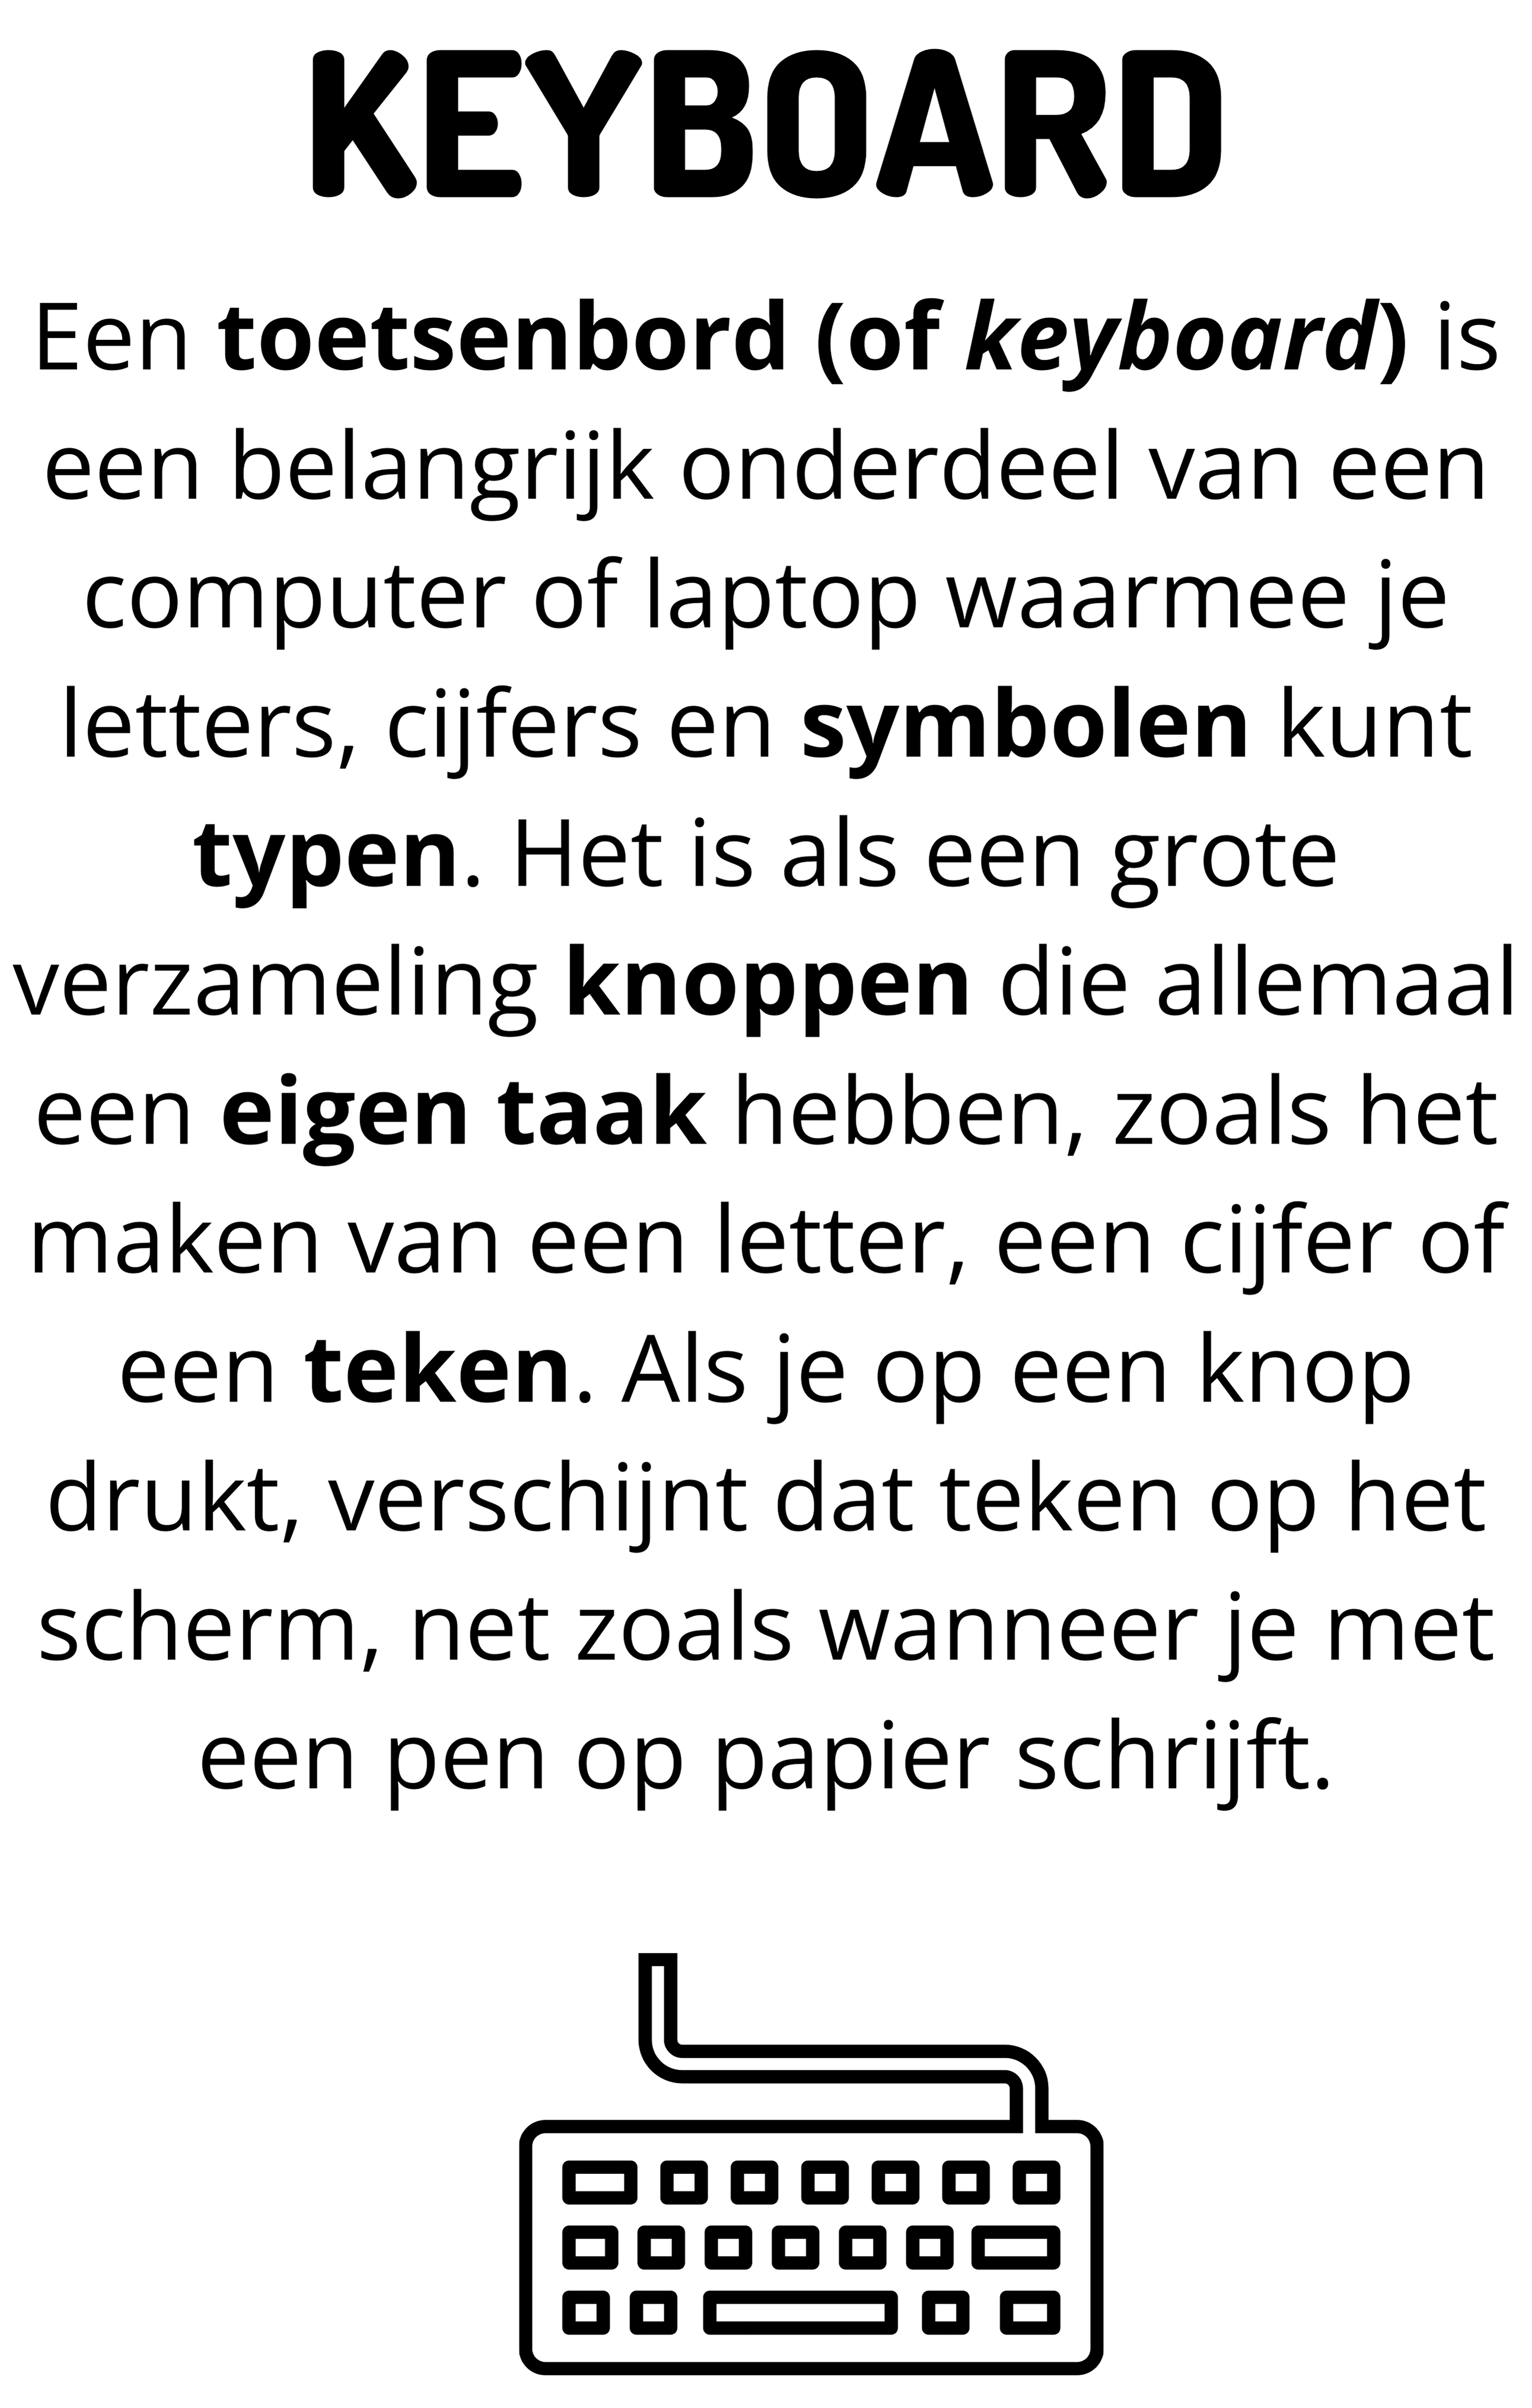 KEYBOARD
Een toetsenbord (of keyboard) is
een belangrijk onderdeel van een
computer of laptop waarmee je
letters, cijfers en symbolen kunt
typen. Het is als een grote
verzameling knoppen die allemaal
een eigen taak hebben, zoals het
maken van een letter, een cijfer of
een teken. Als je op een knop
drukt, verschijnt dat teken op het
scherm, net zoals wanneer je met
een pen op papier schrijft.